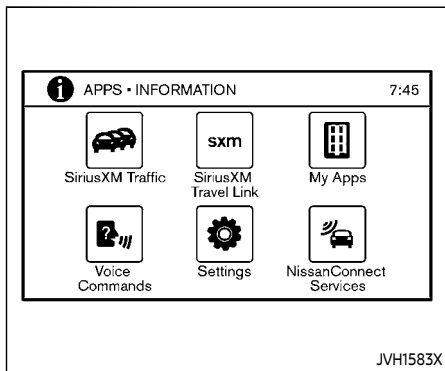 APPS • INFORMATION 7:45
sxm
SiriusXM Traffic
SiriusXM
Travel Link
My Apps
?
Voice
Commands
Settings
NissanConnect
Services
JVH1583X